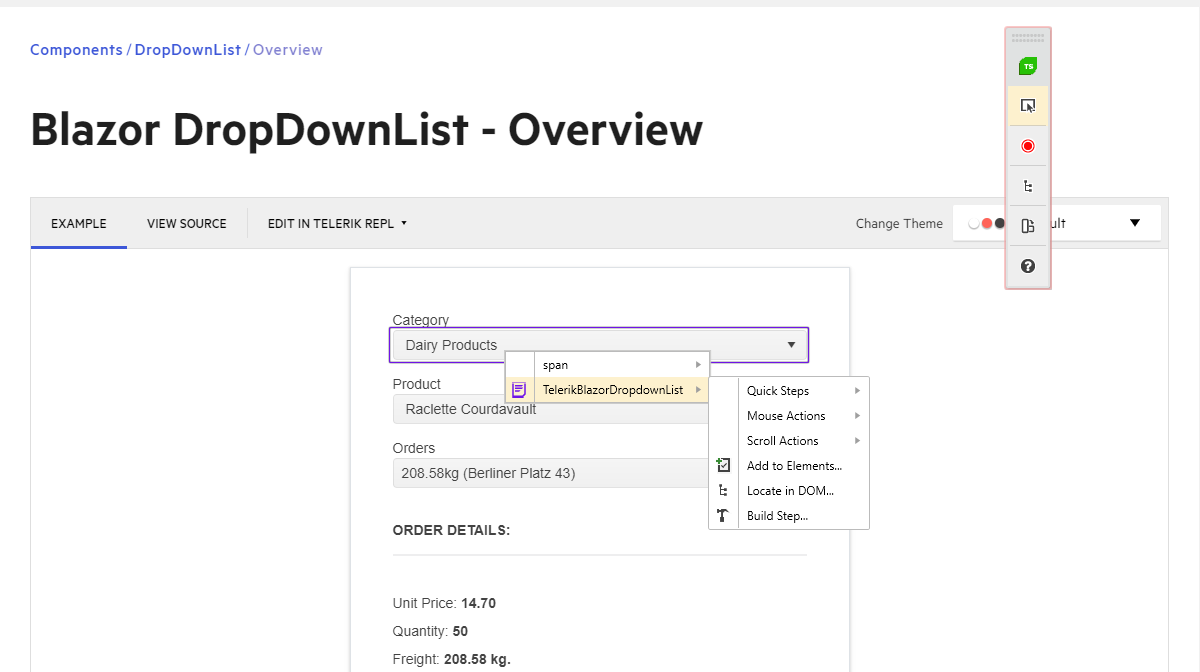 Components / DropDownList / Overview
Blazor DropDownList - Overview
TS
EXAMPLE VIEW SOURCE EDIT IN TELERIK REPL Change Theme
Category
Dairy Products
span
Product
TelerikBlazorDropdownList
Quick Steps
Raclette Courdavault
Mouse Actions
Scroll Actions
Orders
Add to Elements...
208.58kg (Berliner Platz 43)
Locate in DOM...
Build Step...
ORDER DETAILS:
Unit Price: 14.70
Quantity: 50
Freight: 208.58 kg.